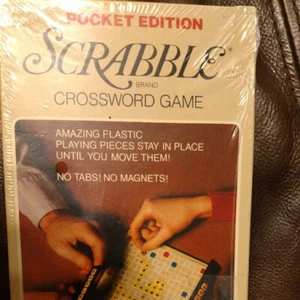 POCKET EDITION
SCRABBLE®
BRAND
CROSSWORD GAME
AMAZING FLASTIC
PLAYING PIECES STAY IN PLACE
UNTIL YOU MOVE THEM!
NO TABS! NO MAGNETS!